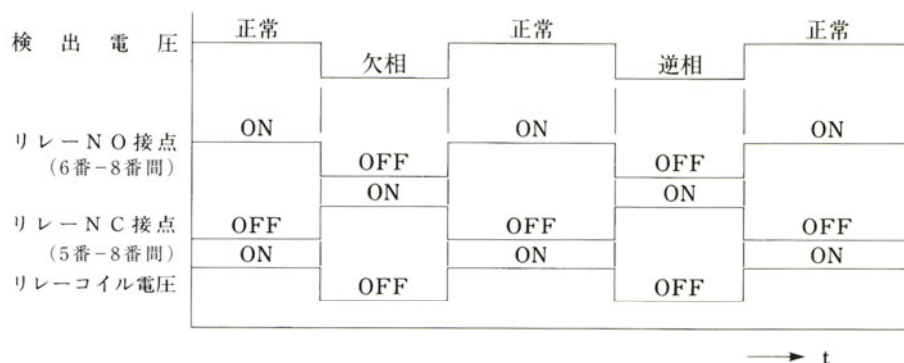 正常 正常 正常
検出電圧
欠相 逆相
ON ON ON
リレーNO接点
(6番-8番間) OFF OFF
ON ON
リレーNC接点 OFF OFF OFF
(5番-8番間) ON ON ON
リレーコイル電圧 OFF OFF
t